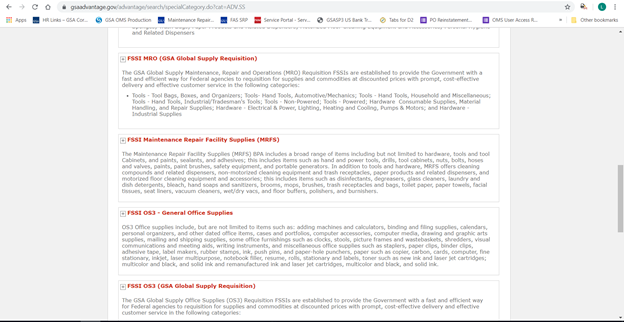 gsaadvantage.gov/advantage/search/specialCategory.do?cat=ADV.SS
Apps HR Links – GSA Cor... GSA OMS Production Maintenance Repai... FAS SRP Service Portal - Servi... GSASP15 US Bank Tr... Tabs for D2 PO Reinstatement... OMS User Access R... » Other bookmarks
and Related Dispensers
FSSI MRO (GSA Global Supply Requisition)
The GSA Global Supply Maintenance, Repair and Operations (MRO) Requisition FSSIs are established to provide the Government with a
fast and efficient way for Federal agencies to requisition for supplies and commodities at discounted prices with prompt, cost-effective
delivery and effective customer service in the following categories:
• Tools - Tool Bags, Boxes, and Organizers; Tools- Hand Tools, Automotive/Mechanic; Tools - Hand Tools, Household and Miscellaneous;
Tools - Hand Tools, Industrial/Tradesman's Tools; Tools - Non-Powered; Tools - Powered; Hardware Consumable Supplies, Material
Handling, and Repair Supplies; Hardware - Electrical & Power, Lighting, Heating and Cooling, Pumps & Motors; and Hardware -
Industrial Supplies
FSSI Maintenance Repair Facility Supplies (MRFS)
The Maintenance Repair Facility Supplies (MRFS) BPA includes a broad range of items including but not limited to hardware, tools and tool
Cabinets, and paints, sealants, and adhesives; this includes items such as hand and power tools, drills, tool cabinets, nuts, bolts, hoses
and valves, paints, paint brushes, safety equipment, and portable generators. In addition to tools and hardware, MRFS offers cleaning
compounds and related dispensers, non-motorized cleaning equipment and trash receptacles, paper products and related dispensers, and
motorized floor cleaning equipment and accessories; this includes items such as disinfectants, degreasers, glass cleaners, laundry and
dish detergents, bleach, hand soaps and sanitizers, brooms, mops, brushes, trash receptacles and bags, toilet paper, paper towels, facial
tissues, seat liners, vacuum cleaners, wet/dry vacs, and floor buffers, polishers, and burnishers.
FSSI OS3 - General Office Supplies
OS3 Office supplies include, but are not limited to items such as: adding machines and calculators, binding and filing supplies, calendars,
personal organizers, and other dated office items, cases and portfolios, computer accessories, computer media, drawing and graphic arts
supplies, mailing and shipping supplies, some office furnishings such as clocks, stools, picture frames and wastebaskets, shredders, visual
communications and meeting aids, writing instruments, and miscellaneous office supplies such as staplers, paper clips, binder clips,
adhesive tape, label makers, rubber stamps, ink, push pins, and paper-hole punchers, paper such as copier, carbon, cards, computer, fine
stationary, inkjet, laser multipurpose, notebook filler, resume, rolls, stationary and labels, toner such as new ink and laser jet cartridges;
multicolor and black, and solid ink and remanufactured ink and laser jet cartridges, multicolor and black, and solid ink.
FSSI OS3 (GSA Global Supply Requisition)
The GSA Global Supply Office Supplies (OS3) Requisition FSSIs are established to provide the Government with a fast and efficient way
for Federal agencies to requisition for supplies and commodities at discounted prices with prompt, cost-effective delivery and effective
customer service in the following categories: